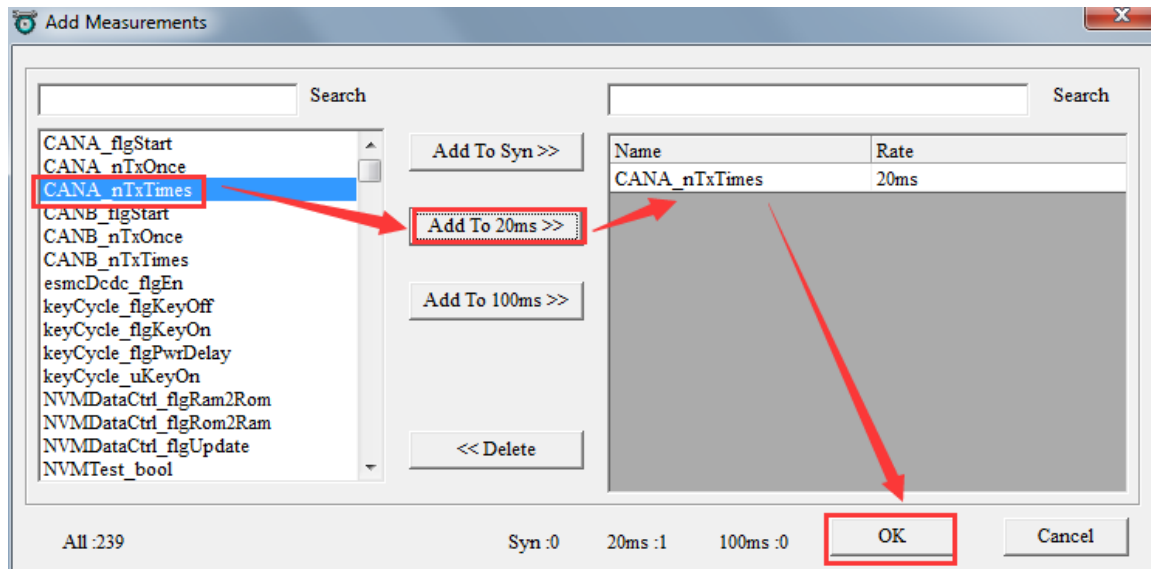 Add Measurements
Search
Search
CANA_flgStart
CANA_nTxOnce
CANA_nTxTimes
CANB_flgStart
CANB_nTxOnce
CANB_nTxTimes
esmcDcdc_flgEn
keyCycle_flgKeyOff
keyCycle_flgKeyOn
keyCycle_flgPwrDelay
keyCycle_uKeyOn
NVMDataCtrl_flgRam2Rom
NVMDataCtrl_flgRom2Ram
NVMDataCtrl_flgUpdate
NVMTest_bool
Add To Syn >>
Add To 20ms >>
Add To 100ms >>
<< Delete
Name Rate
CANA_nTxTimes 20ms
All :239 Syn :0 20ms :1 100ms :0 OK Cancel